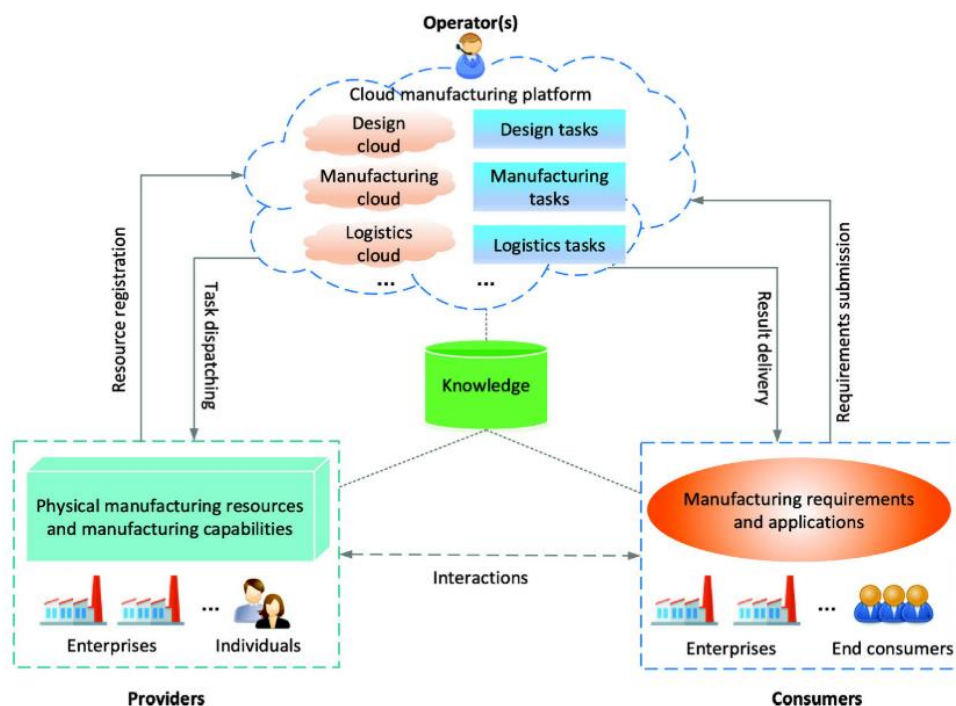 Operator(s)
Cloud manufacturing platform
Design
cloud
Design tasks
Manufacturing
cloud
Manufacturing
tasks
Logistics
cloud
Logistics tasks
...
...
Resource registration
Task dispatching
Result delivery
Requirements submission
Knowledge
Physical manufacturing resources
and manufacturing capabilities
Manufacturing requirements
and applications
Interactions
...
Enterprises
Individuals
...
Enterprises
End consumers
Providers
Consumers